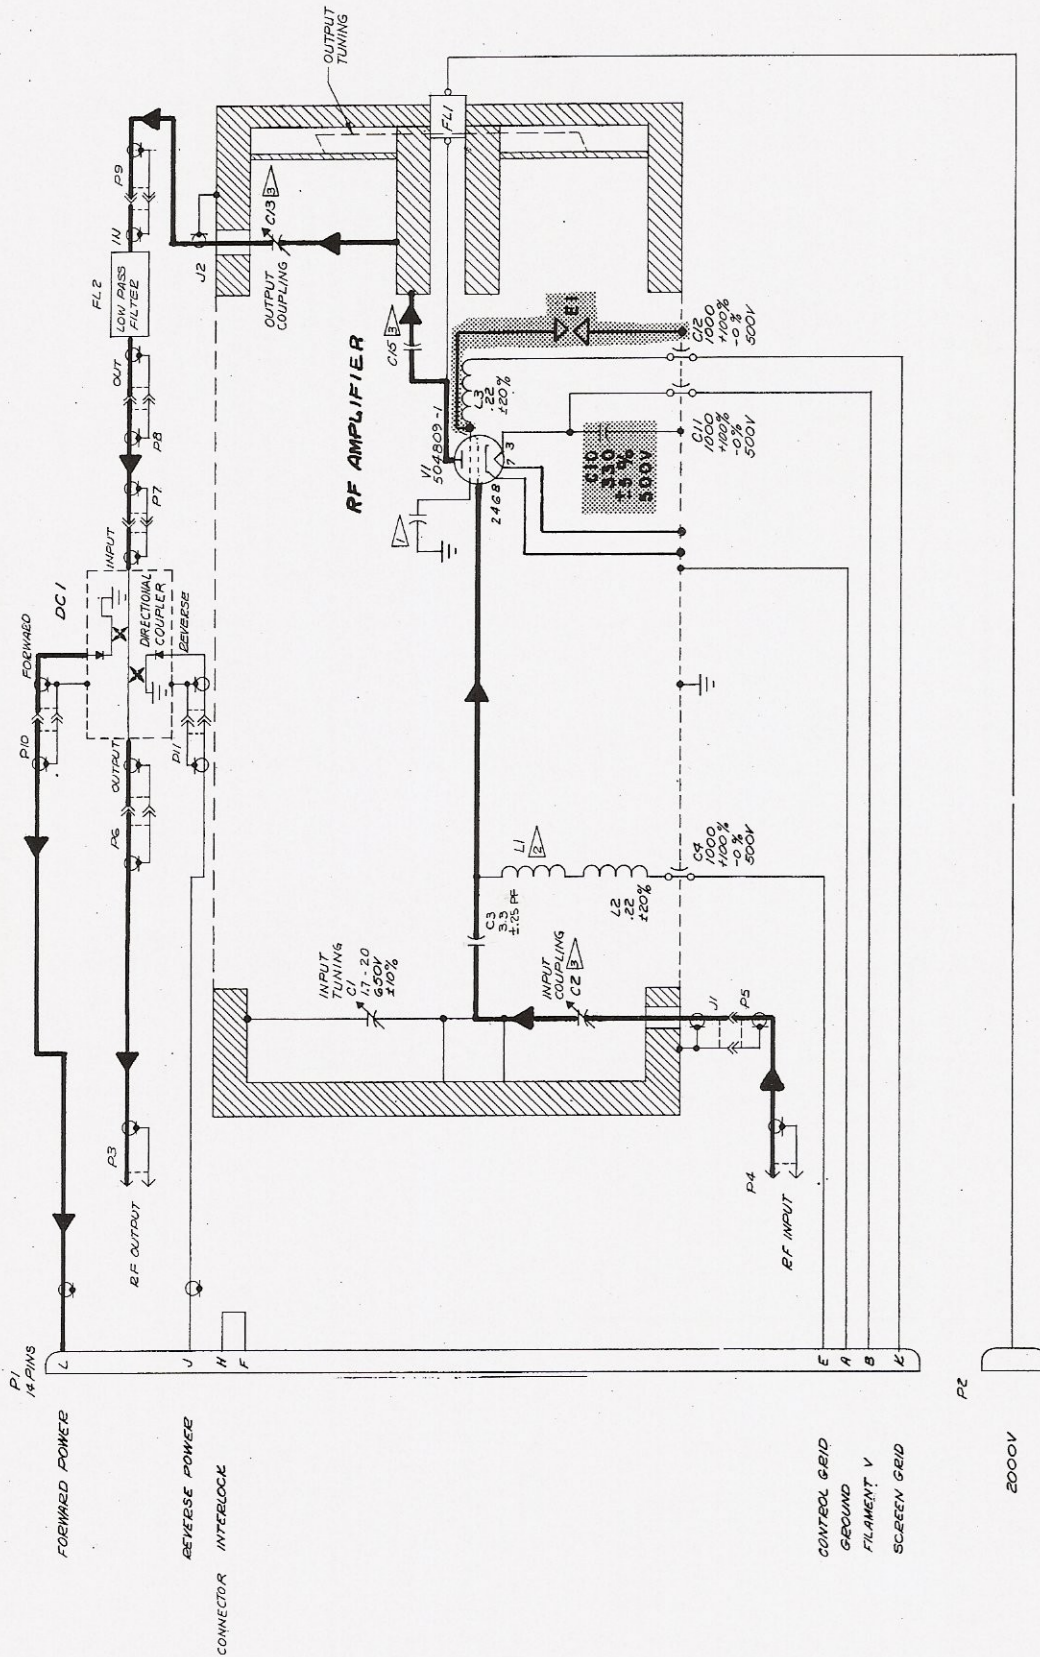 P1
14 PINS
FORWARD POWER
L
REVERSE POWER
J
CONNECTOR INTERLOCK
H
F
CONTROL GRID
E
GROUND
A
FILAMENT V
B
SCREEN GRID
K
P2
2000V
P3
RF OUTPUT
P4
RF INPUT
P10
FORWARD
P6
OUTPUT
DC1
DIRECTIONAL
COUPLER
INPUT
P11
REVERSE
P7
P8
OUT
FL2
LOW PASS
FILTER
IN
P9
J2
INPUT
TUNING
C1
1.7-20
650V
±10%
INPUT
COUPLING
C2
3
J1
P5
C3
3.3
±.25 PF
L1
2
L2
.22
±20%
C4
1000
+100%
-0%
500V
RF AMPLIFIER
OUTPUT
COUPLING
C13
3
C15
3
1
V1
504809-1
2468
7
3
L3
.22
±20%
E1
C10
330
±5%
500V
C11
1000
+100%
-0%
500V
C12
1000
+100%
-0%
500V
FL1
OUTPUT
TUNING